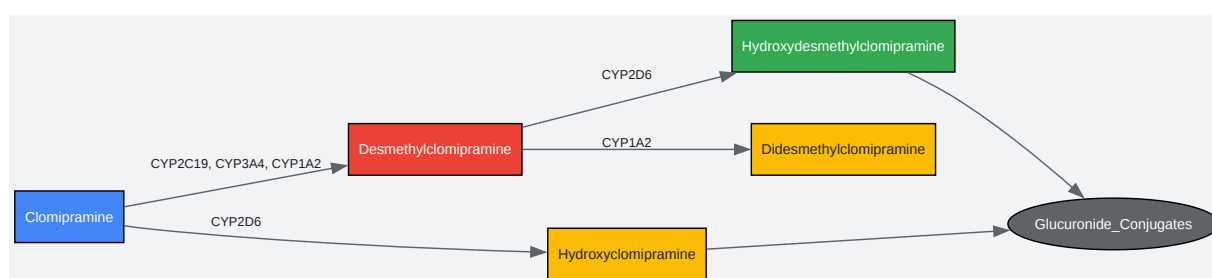 Hydroxydesmethylclomipramine
CYP2D6
Desmethylclomipramine
CYP1A2
Didesmethylclomipramine
CYP2C19, CYP3A4, CYP1A2
Clomipramine
CYP2D6
Glucuronide_Conjugates
Hydroxyclomipramine